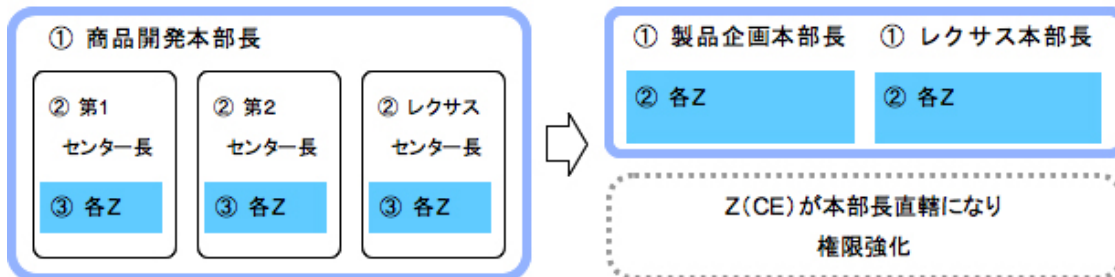 ① 商品開発本部長
② 第1
センター長
③ 各Z
② 第2
センター長
③ 各Z
② レクサス
センター長
③ 各Z
① 製品企画本部長
② 各Z
① レクサス本部長
② 各Z
Z(CE)が本部長直轄になり
権限強化